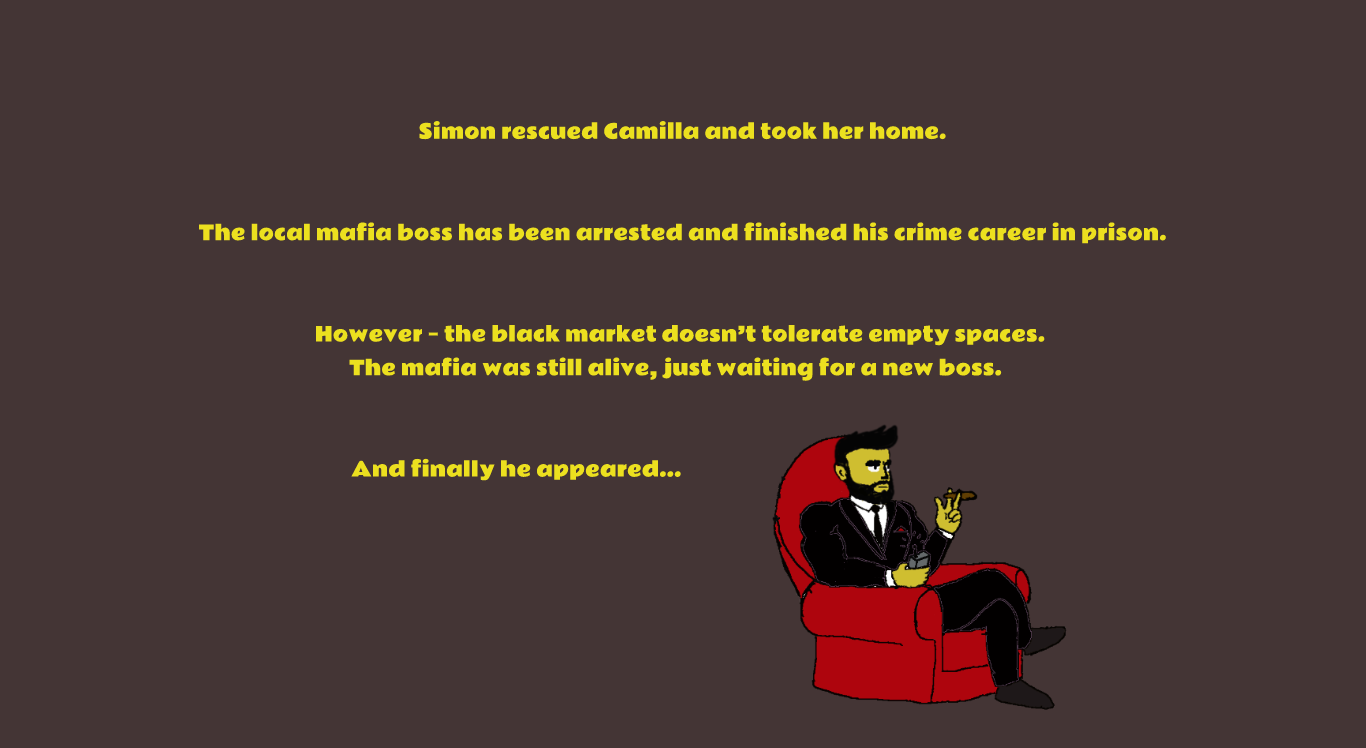 Simon rescued Camilla and took her home.
The local mafia boss has been arrested and finished his crime career in prison.
However - the black market doesn’t tolerate empty spaces.
The mafia was still alive, just waiting for a new boss.
And finally he appeared...